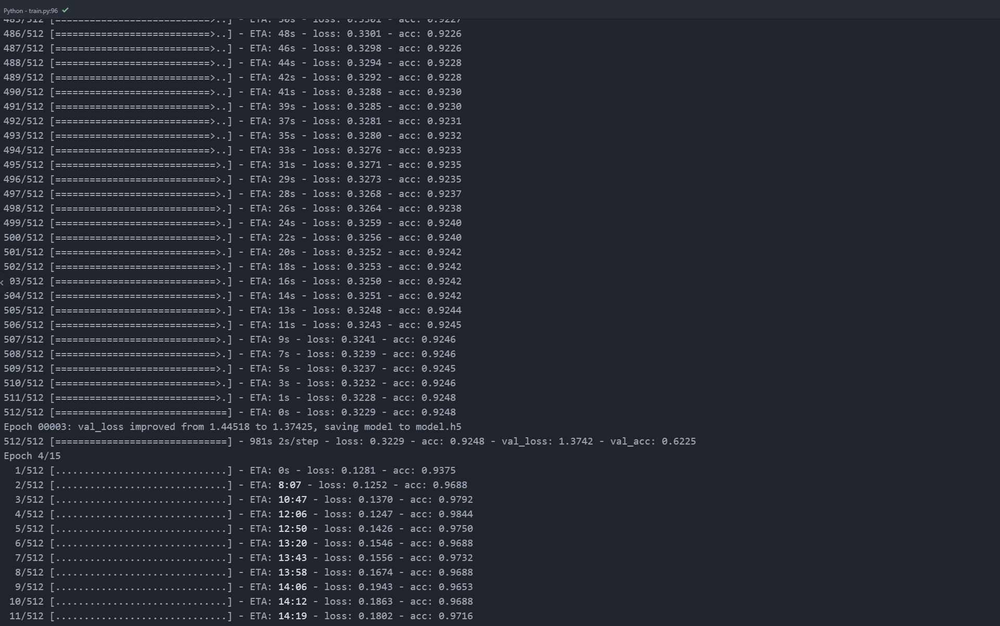 Python - train.py:96
485/512 [===========================>..] - ETA: 50s - loss: 0.3301 - acc: 0.9227
486/512 [===========================>..] - ETA: 48s - loss: 0.3301 - acc: 0.9226
487/512 [===========================>..] - ETA: 46s - loss: 0.3298 - acc: 0.9226
488/512 [===========================>..] - ETA: 44s - loss: 0.3294 - acc: 0.9228
489/512 [===========================>..] - ETA: 42s - loss: 0.3292 - acc: 0.9228
490/512 [===========================>..] - ETA: 41s - loss: 0.3288 - acc: 0.9230
491/512 [===========================>..] - ETA: 39s - loss: 0.3285 - acc: 0.9230
492/512 [===========================>..] - ETA: 37s - loss: 0.3281 - acc: 0.9231
493/512 [===========================>..] - ETA: 35s - loss: 0.3280 - acc: 0.9232
494/512 [===========================>..] - ETA: 33s - loss: 0.3276 - acc: 0.9233
495/512 [============================>.] - ETA: 31s - loss: 0.3271 - acc: 0.9235
496/512 [============================>.] - ETA: 29s - loss: 0.3273 - acc: 0.9235
497/512 [============================>.] - ETA: 28s - loss: 0.3268 - acc: 0.9237
498/512 [============================>.] - ETA: 26s - loss: 0.3264 - acc: 0.9238
499/512 [============================>.] - ETA: 24s - loss: 0.3259 - acc: 0.9240
500/512 [============================>.] - ETA: 22s - loss: 0.3256 - acc: 0.9240
501/512 [============================>.] - ETA: 20s - loss: 0.3252 - acc: 0.9242
502/512 [============================>.] - ETA: 18s - loss: 0.3253 - acc: 0.9242
03/512 [============================>.] - ETA: 16s - loss: 0.3250 - acc: 0.9242
504/512 [============================>.] - ETA: 14s - loss: 0.3251 - acc: 0.9242
505/512 [============================>.] - ETA: 13s - loss: 0.3248 - acc: 0.9244
506/512 [============================>.] - ETA: 11s - loss: 0.3243 - acc: 0.9245
507/512 [============================>.] - ETA: 9s - loss: 0.3241 - acc: 0.9246
508/512 [============================>.] - ETA: 7s - loss: 0.3239 - acc: 0.9246
509/512 [============================>.] - ETA: 5s - loss: 0.3237 - acc: 0.9245
510/512 [============================>.] - ETA: 3s - loss: 0.3232 - acc: 0.9246
511/512 [============================>.] - ETA: 1s - loss: 0.3228 - acc: 0.9248
512/512 [==============================] - ETA: 0s - loss: 0.3229 - acc: 0.9248
Epoch 00003: val_loss improved from 1.44518 to 1.37425, saving model to model.h5
512/512 [==============================] - 981s 2s/step - loss: 0.3229 - acc: 0.9248 - val_loss: 1.3742 - val_acc: 0.6225
Epoch 4/15
1/512 [..............................] - ETA: 0s - loss: 0.1281 - acc: 0.9375
2/512 [..............................] - ETA: 8:07 - loss: 0.1252 - acc: 0.9688
3/512 [..............................] - ETA: 10:47 - loss: 0.1370 - acc: 0.9792
4/512 [..............................] - ETA: 12:06 - loss: 0.1247 - acc: 0.9844
5/512 [..............................] - ETA: 12:50 - loss: 0.1426 - acc: 0.9750
6/512 [..............................] - ETA: 13:20 - loss: 0.1546 - acc: 0.9688
7/512 [..............................] - ETA: 13:43 - loss: 0.1556 - acc: 0.9732
8/512 [..............................] - ETA: 13:58 - loss: 0.1674 - acc: 0.9688
9/512 [..............................] - ETA: 14:06 - loss: 0.1943 - acc: 0.9653
10/512 [..............................] - ETA: 14:12 - loss: 0.1863 - acc: 0.9688
11/512 [..............................] - ETA: 14:19 - loss: 0.1802 - acc: 0.9716